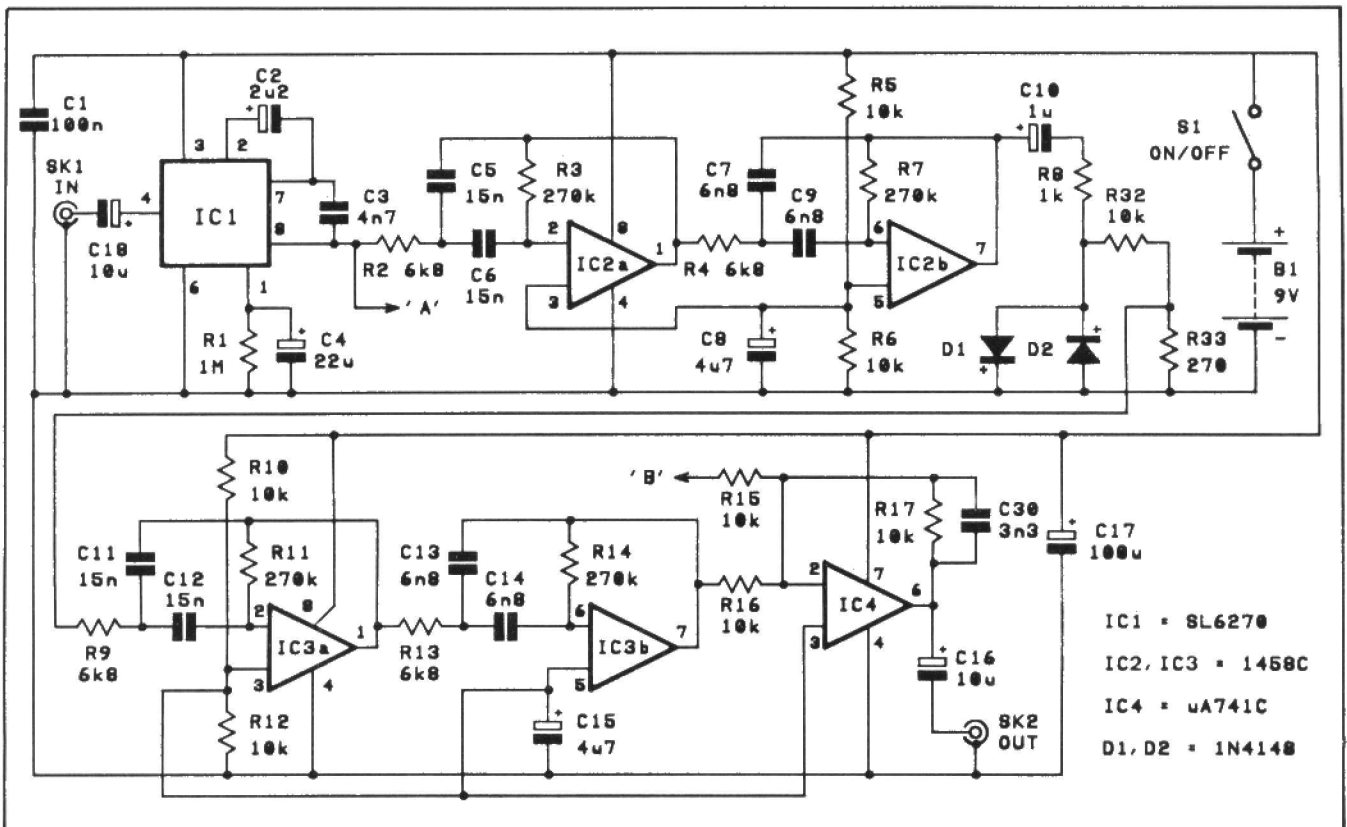 C1
100n
C2
2u2
+
3
2
SK1
IN
4
IC1
7
8
C3
4n7
C18
10u
+
6
1
R1
1M
C4
22u
+
R2
6k8
'A'
C5
15n
C6
15n
R3
270k
2
3
8
IC2a
1
4
R4
6k8
C7
6n8
C9
6n8
R5
10k
R7
270k
6
5
IC2b
7
C8
4u7
+
R6
10k
C10
1u
+
R8
1k
R32
10k
D1
+
D2
+
R33
270
S1
ON/OFF
+
B1
9V
-
R10
10k
C11
15n
C12
15n
R11
270k
R9
6k8
2
8
IC3a
1
3
4
R12
10k
C13
6n8
C14
6n8
R14
270k
R13
6k8
6
IC3b
7
5
C15
4u7
+
'B'
R15
10k
R16
10k
R17
10k
C30
3n3
2
7
IC4
6
3
4
C17
100u
+
C16
10u
+
SK2
OUT
IC1 = SL6270
IC2,IC3 = 1458C
IC4 = uA741C
D1,D2 = 1N4148